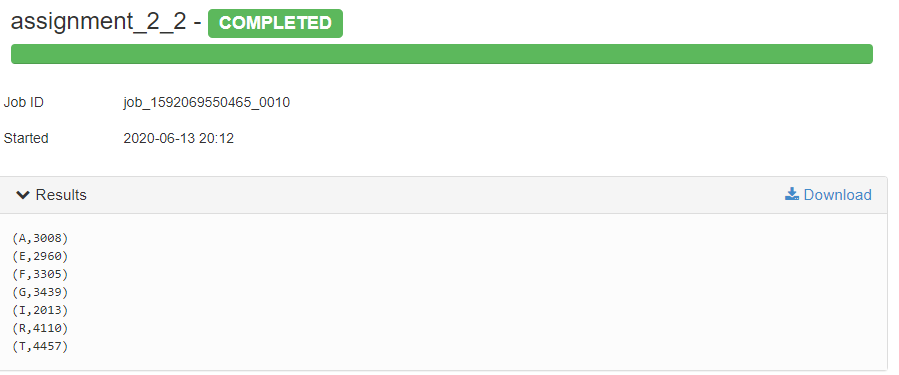 assignment_2_2 - COMPLETED
Job ID job_1592069550465_0010
Started 2020-06-13 20:12
Results Download
(A,3008)
(E,2960)
(F,3305)
(G,3439)
(I,2013)
(R,4110)
(T,4457)